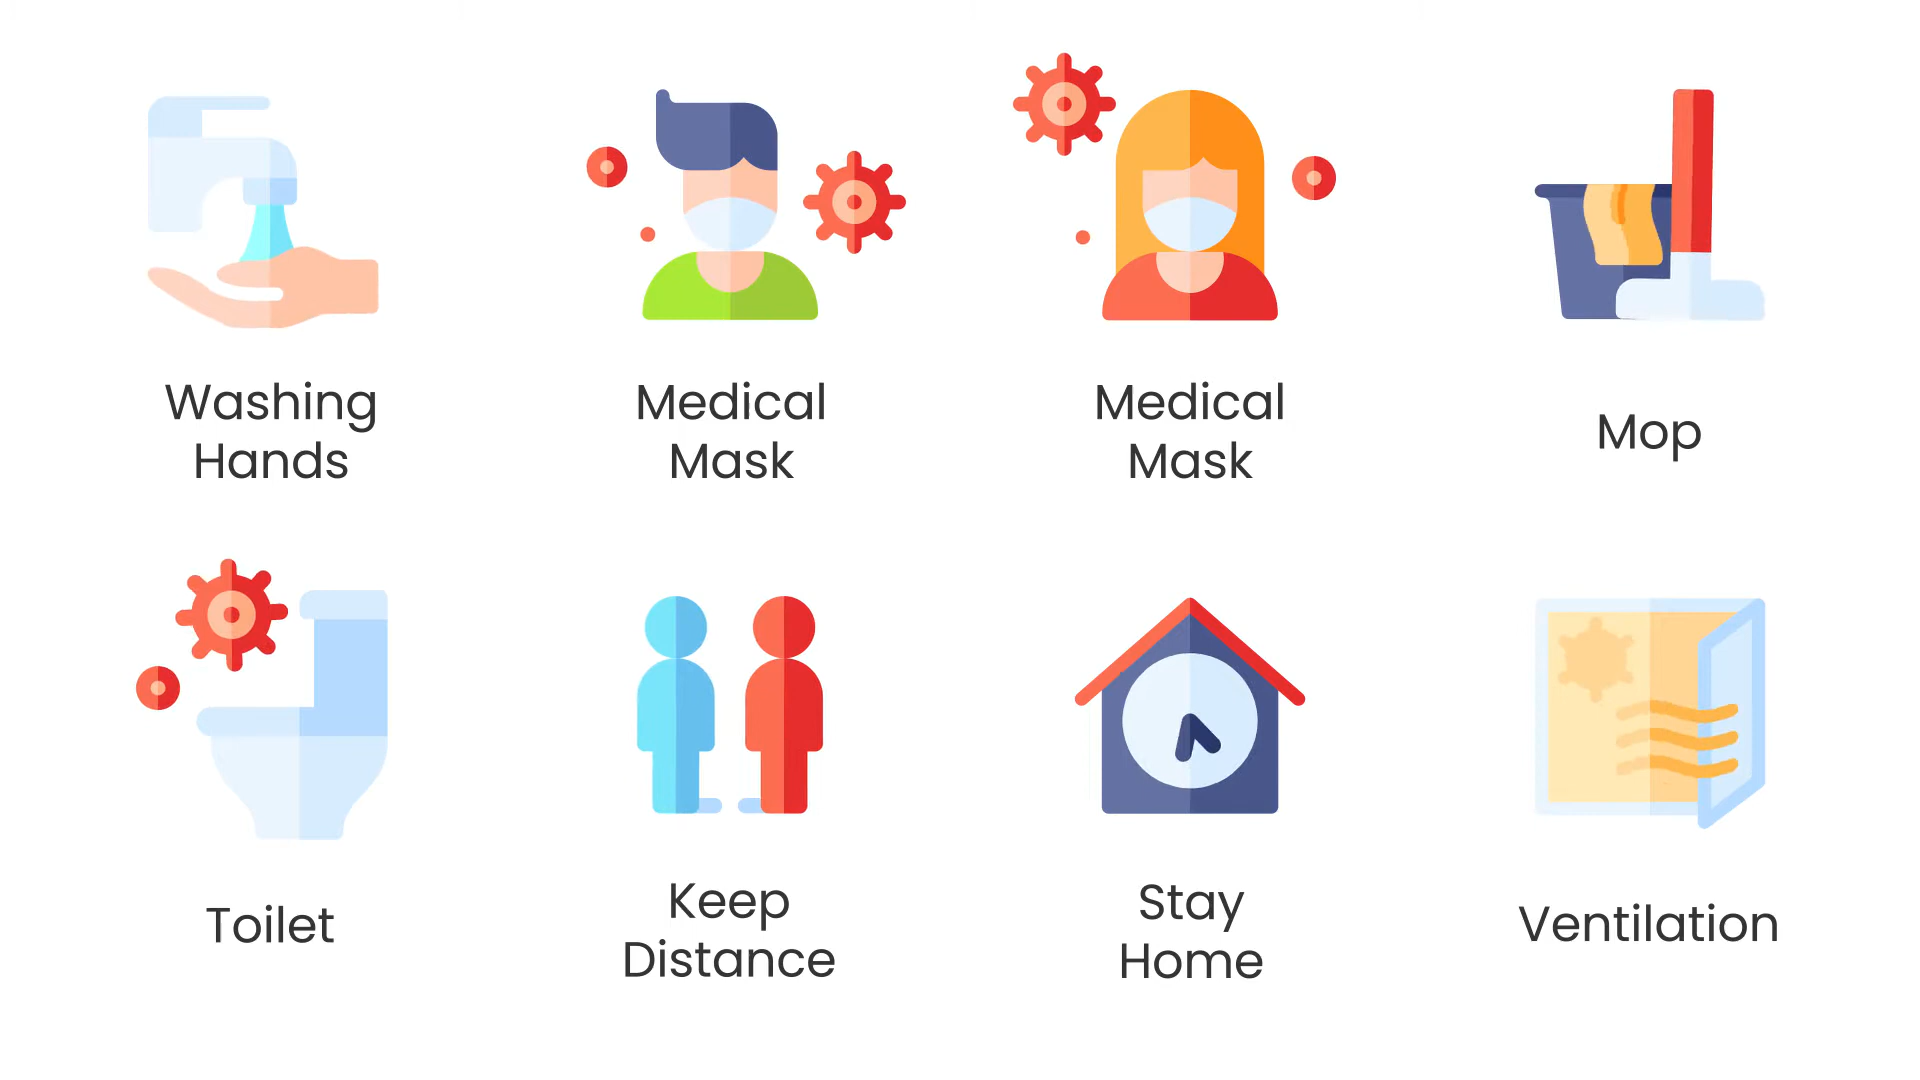 Washing
Hands
Medical
Mask
Medical
Mask
Mop
Toilet
Keep
Distance
Stay
Home
Ventilation